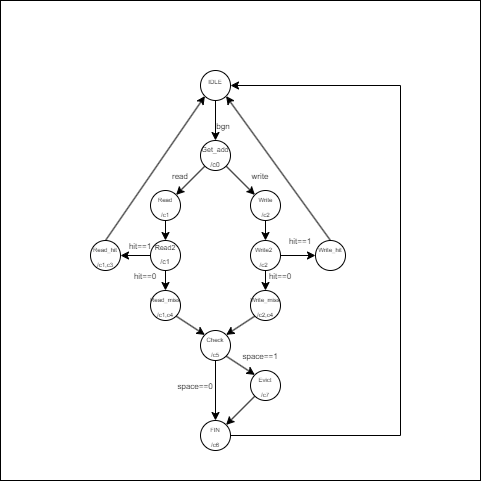 IDLE
bgn
Get_add
/c0
read
write
Read
/c1
Write
/c2
Read_hit
/c1,c3
hit==1
Read2
/c1
Write2
/c2
hit==1
Write_hit
hit==0
hit==0
Read_miss
/c1,c4
Write_miss
/c2,c4
Check
/c5
space==1
space==0
Evict
/c7
FIN
/c6